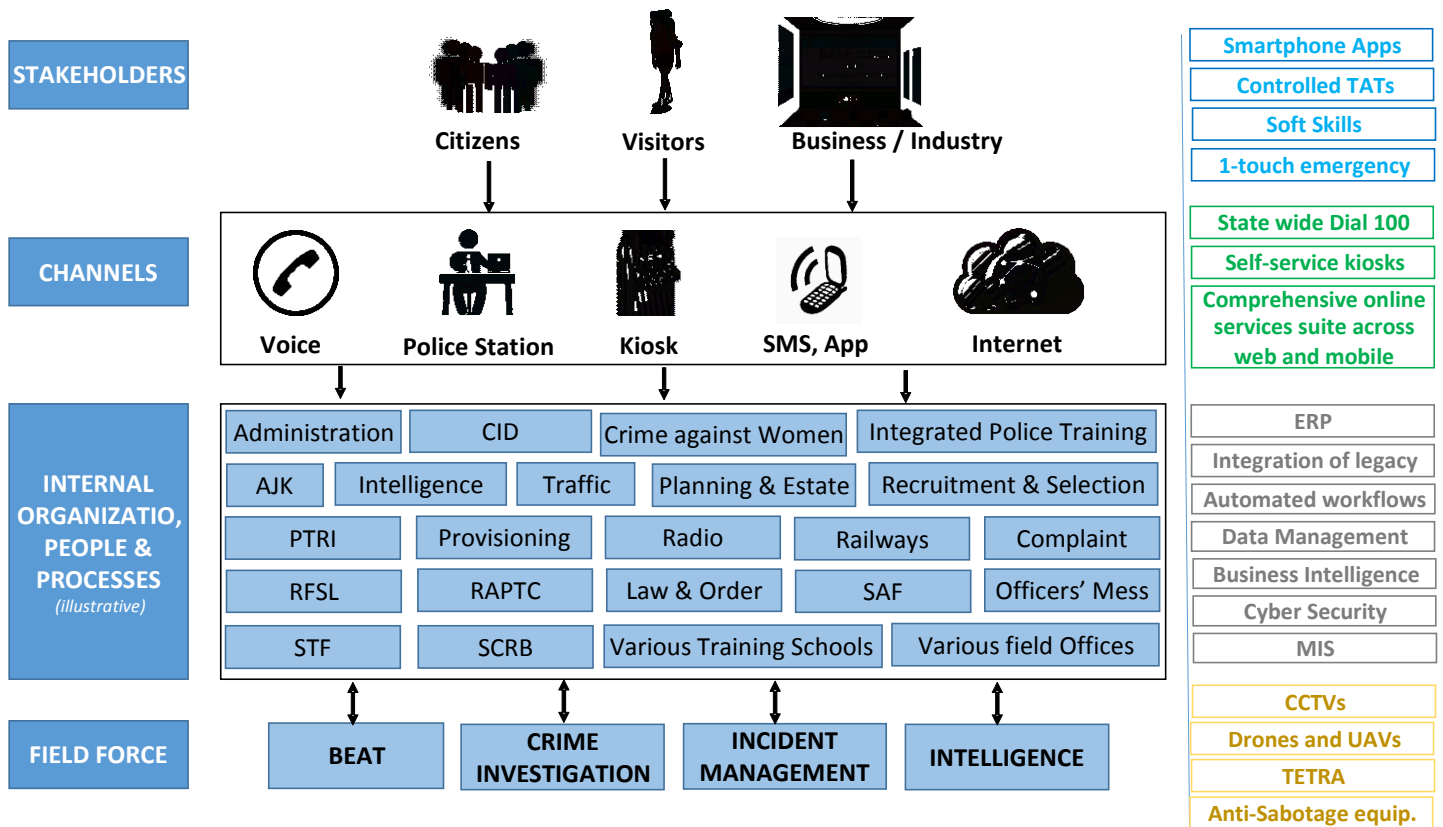 STAKEHOLDERS
Citizens
Visitors
Business / Industry
Smartphone Apps
Controlled TATs
Soft Skills
1-touch emergency
CHANNELS
Voice
Police Station
Kiosk
SMS, App
Internet
State wide Dial 100
Self-service kiosks
Comprehensive online
services suite across
web and mobile
INTERNAL
ORGANIZATIO,
PEOPLE &
PROCESSES
(illustrative)
Administration
CID
Crime against Women
Integrated Police Training
AJK
Intelligence
Traffic
Planning & Estate
Recruitment & Selection
PTRI
Provisioning
Radio
Railways
Complaint
RFSL
RAPTC
Law & Order
SAF
Officers’ Mess
STF
SCRB
Various Training Schools
Various field Offices
ERP
Integration of legacy
Automated workflows
Data Management
Business Intelligence
Cyber Security
MIS
FIELD FORCE
BEAT
CRIME
INVESTIGATION
INCIDENT
MANAGEMENT
INTELLIGENCE
CCTVs
Drones and UAVs
TETRA
Anti-Sabotage equip.